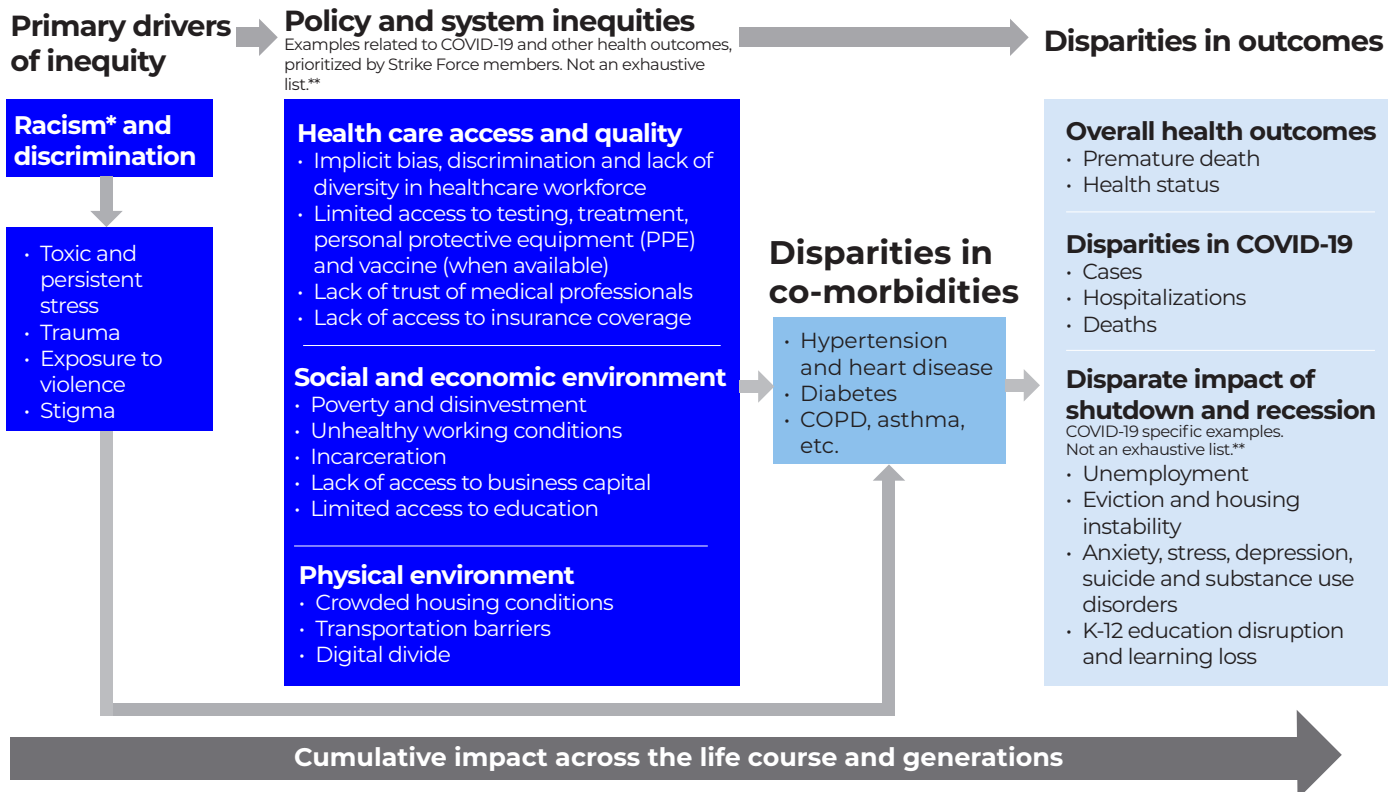 Primary drivers
of inequity
Policy and system inequities
Examples related to COVID-19 and other health outcomes,
prioritized by Strike Force members. Not an exhaustive
list.**
Disparities in outcomes
Racism* and
discrimination
• Toxic and
persistent
stress
• Trauma
• Exposure to
violence
• Stigma
Health care access and quality
• Implicit bias, discrimination and lack of
diversity in healthcare workforce
• Limited access to testing, treatment,
personal protective equipment (PPE)
and vaccine (when available)
• Lack of trust of medical professionals
• Lack of access to insurance coverage
Social and economic environment
• Poverty and disinvestment
• Unhealthy working conditions
• Incarceration
• Lack of access to business capital
• Limited access to education
Physical environment
• Crowded housing conditions
• Transportation barriers
• Digital divide
Disparities in
co-morbidities
• Hypertension
and heart disease
• Diabetes
• COPD, asthma,
etc.
Overall health outcomes
• Premature death
• Health status
Disparities in COVID-19
• Cases
• Hospitalizations
• Deaths
Disparate impact of
shutdown and recession
COVID-19 specific examples.
Not an exhaustive list.**
• Unemployment
• Eviction and housing
instability
• Anxiety, stress, depression,
suicide and substance use
disorders
• K-12 education disruption
and learning loss
Cumulative impact across the life course and generations